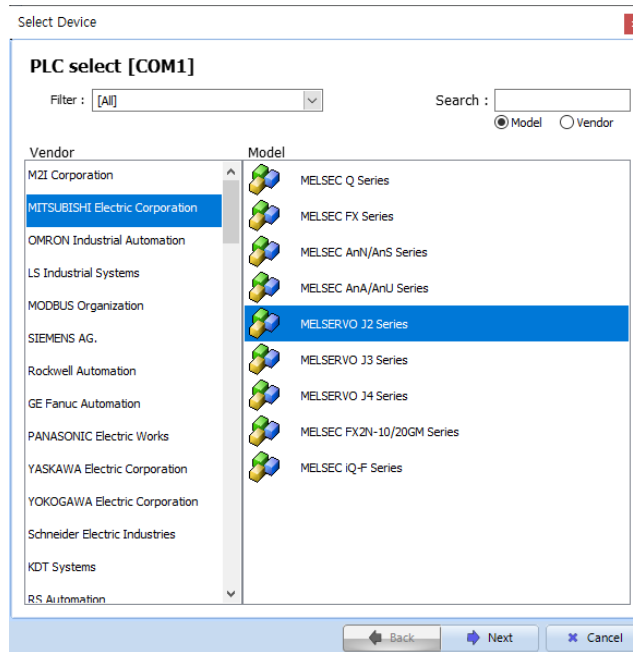 Select Device
PLC select [COM1]
Filter : [All]
Search :
Model Vendor
Vendor
M2I Corporation
MITSUBISHI Electric Corporation
OMRON Industrial Automation
LS Industrial Systems
MODBUS Organization
SIEMENS AG.
Rockwell Automation
GE Fanuc Automation
PANASONIC Electric Works
YASKAWA Electric Corporation
YOKOGAWA Electric Corporation
Schneider Electric Industries
KDT Systems
RS Automation
Model
MELSEC Q Series
MELSEC FX Series
MELSEC AnN/AnS Series
MELSEC AnA/AnU Series
MELSERVO J2 Series
MELSERVO J3 Series
MELSERVO J4 Series
MELSEC FX2N-10/20GM Series
MELSEC iQ-F Series
Back Next Cancel